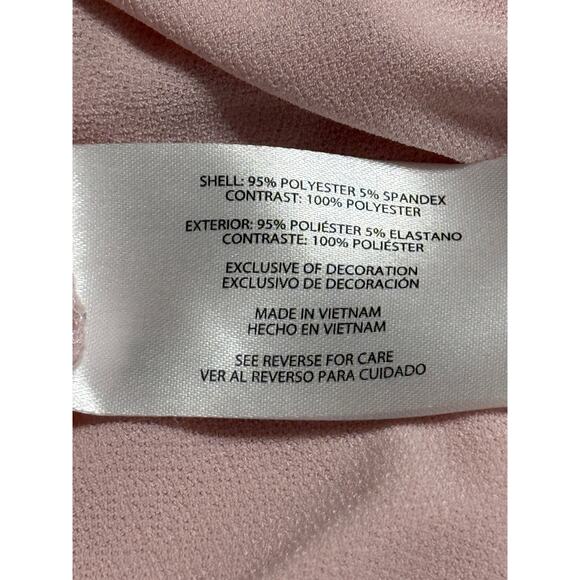 SHELL: 95% POLYESTER 5% SPANDEX
CONTRAST: 100% POLYESTER
EXTERIOR: 95% POLIÉSTER 5% ELASTANO
CONTRASTE: 100% POLIÉSTER
EXCLUSIVE OF DECORATION
EXCLUSIVO DE DECORACIÓN
MADE IN VIETNAM
HECHO EN VIETNAM
SEE REVERSE FOR CARE
VER AL REVERSO PARA CUIDADO